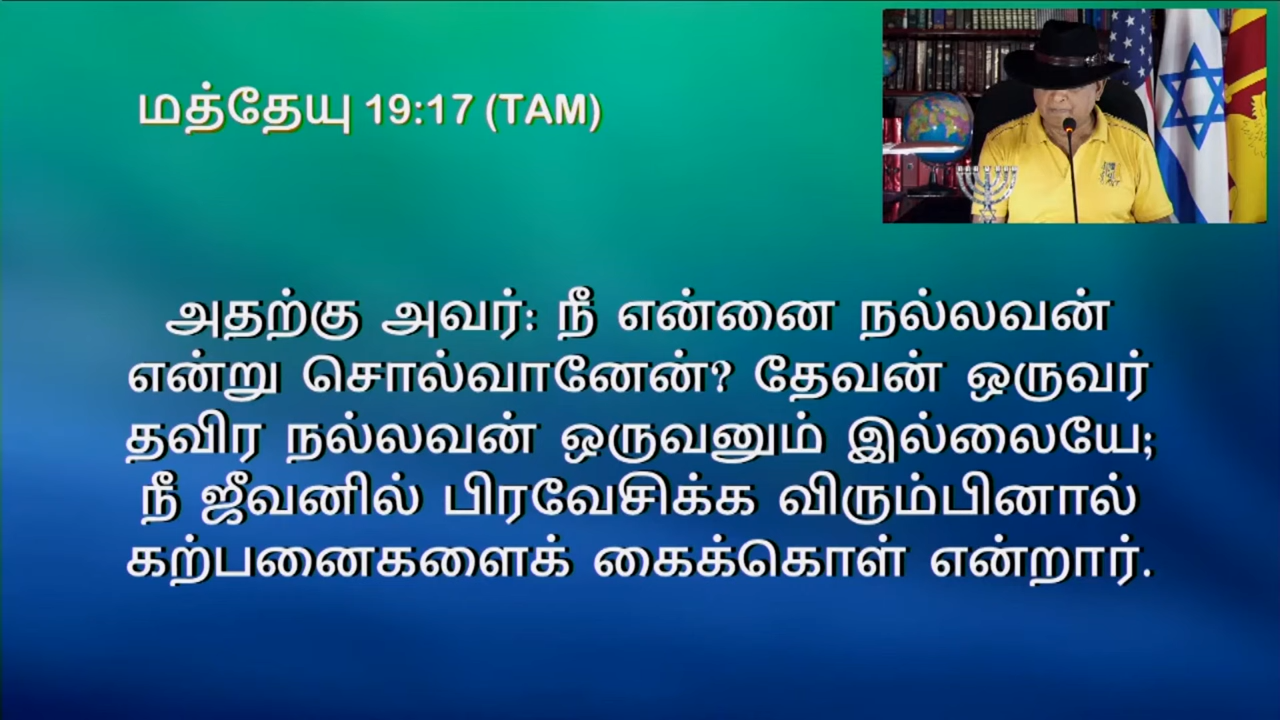 மத்தேயு 19:17 (TAM)
அதற்கு அவர்: நீ என்னை நல்லவன்
என்று சொல்வானேன்? தேவன் ஒருவர்
தவிர நல்லவன் ஒருவனும் இல்லையே;
நீ ஜீவனில் பிரவேசிக்க விரும்பினால்
கற்பனைகளைக் கைக்கொள் என்றார்.